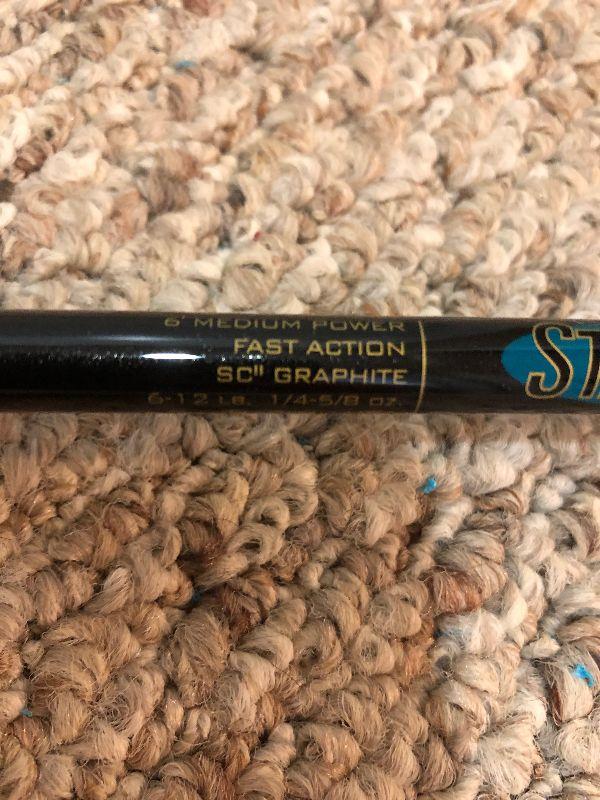 6' MEDIUM POWER
FAST ACTION
SCII GRAPHITE
6-12 LB. 1/4-5/8 OZ.